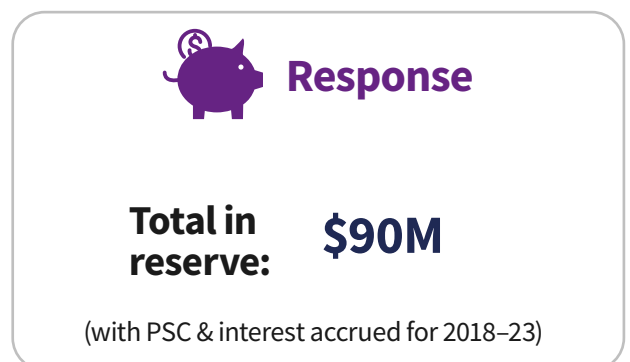 $
Response
Total in
reserve:
$90M
(with PSC & interest accrued for 2018–23)